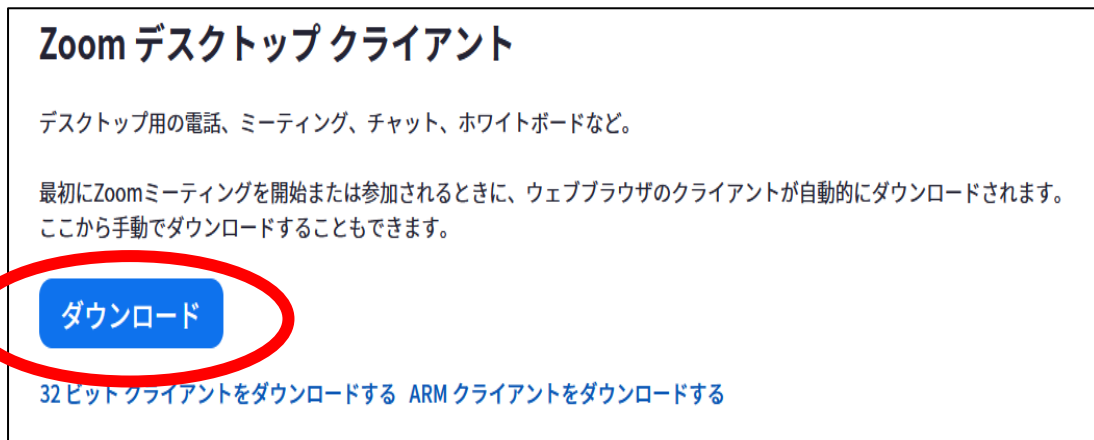 Zoom デスクトップ クライアント
デスクトップ用の電話、ミーティング、チャット、ホワイトボードなど。
最初にZoomミーティングを開始または参加されるときに、ウェブブラウザのクライアントが自動的にダウンロードされます。
ここから手動でダウンロードすることもできます。
ダウンロード
32 ビット クライアントをダウンロードする ARM クライアントをダウンロードする